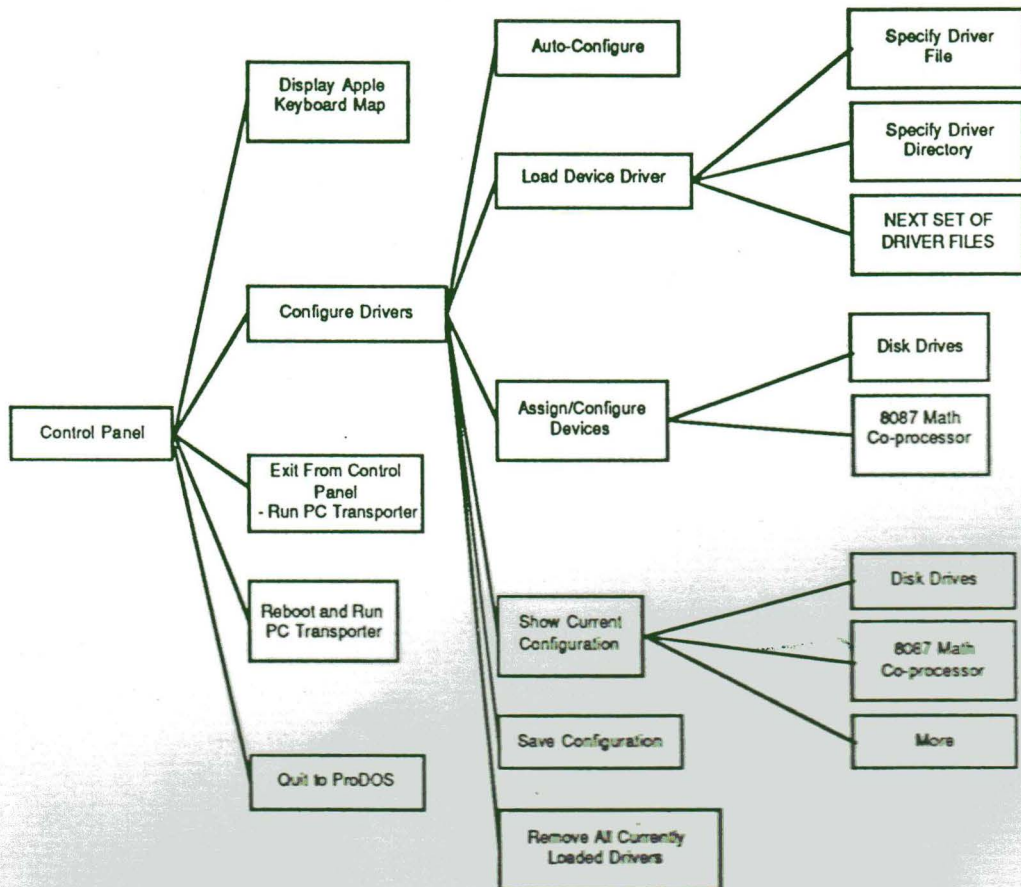 Control Panel
Display Apple
Keyboard Map
Configure Drivers
Exit From Control
Panel
- Run PC Transporter
Reboot and Run
PC Transporter
Quit to ProDOS
Auto-Configure
Load Device Driver
Assign/Configure
Devices
Show Current
Configuration
Save Configuration
Remove All Currently
Loaded Drivers
Specify Driver
File
Specify Driver
Directory
NEXT SET OF
DRIVER FILES
Disk Drives
8087 Math
Co-processor
Disk Drives
8087 Math
Co-processor
More